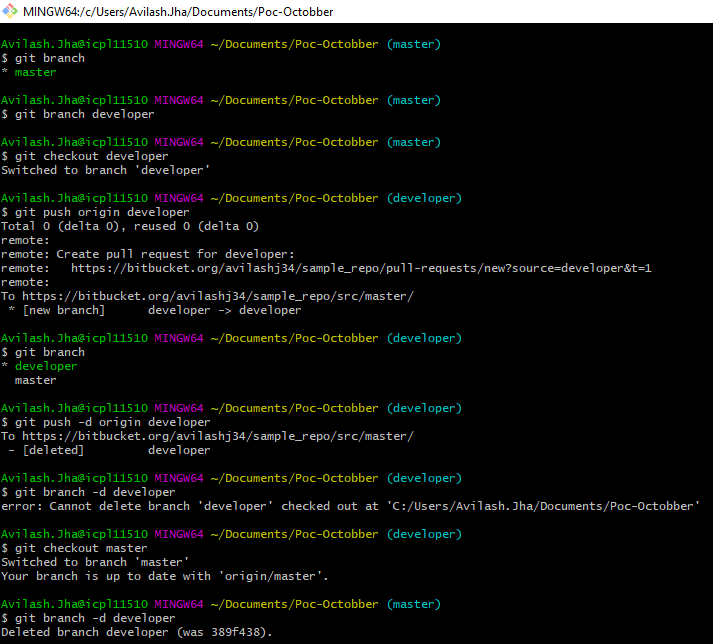 MINGW64:/c/Users/Avilash.Jha/Documents/Poc-Octobber
Avilash.Jha@icpl11510 MINGW64 ~/Documents/Poc-Octobber (master)
$ git branch
* master
Avilash.Jha@icpl11510 MINGW64 ~/Documents/Poc-Octobber (master)
$ git branch developer
Avilash.Jha@icpl11510 MINGW64 ~/Documents/Poc-Octobber (master)
$ git checkout developer
Switched to branch 'developer'
Avilash.Jha@icpl11510 MINGW64 ~/Documents/Poc-Octobber (developer)
$ git push origin developer
Total 0 (delta 0), reused 0 (delta 0)
remote:
remote: Create pull request for developer:
remote:   https://bitbucket.org/avilashj34/sample_repo/pull-requests/new?source=developer&t=1
remote:
To https://bitbucket.org/avilashj34/sample_repo/src/master/
 * [new branch]      developer -> developer
Avilash.Jha@icpl11510 MINGW64 ~/Documents/Poc-Octobber (developer)
$ git branch
* developer
  master
Avilash.Jha@icpl11510 MINGW64 ~/Documents/Poc-Octobber (developer)
$ git push -d origin developer
To https://bitbucket.org/avilashj34/sample_repo/src/master/
 - [deleted]         developer
Avilash.Jha@icpl11510 MINGW64 ~/Documents/Poc-Octobber (developer)
$ git branch -d developer
error: Cannot delete branch 'developer' checked out at 'C:/Users/Avilash.Jha/Documents/Poc-Octobber'
Avilash.Jha@icpl11510 MINGW64 ~/Documents/Poc-Octobber (developer)
$ git checkout master
Switched to branch 'master'
Your branch is up to date with 'origin/master'.
Avilash.Jha@icpl11510 MINGW64 ~/Documents/Poc-Octobber (master)
$ git branch -d developer
Deleted branch developer (was 389f438).